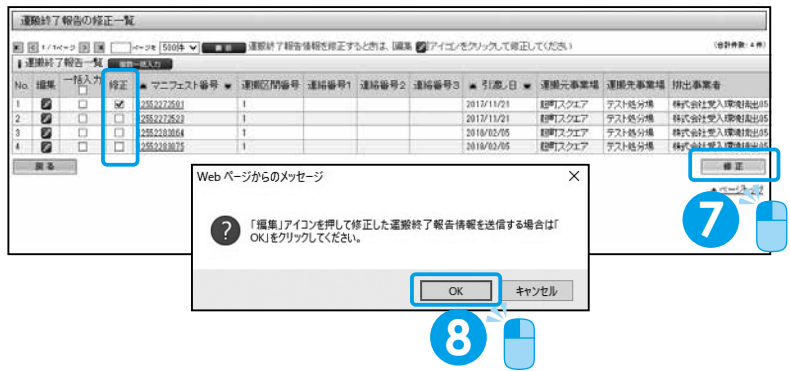 運搬終了報告の修正一覧
1 / 1ページ ページを 500件 表示 運搬終了報告情報を修正するときは、[編集 ]アイコンをクリックして修正してください) (合計件数:4件)
運搬終了報告一覧 複数一括入力
No. 編集 一括入力 修正 ▲ マニフェスト番号 ▼ 運搬区間番号 連絡番号1 連絡番号2 連絡番号3 ▲ 引渡し日 ▼ 運搬元事業場 運搬先事業場 排出事業者
1 2552272501 1 2017/11/21 麹町スクエア テスト処分場 株式会社受入環境排出05
2 2552272523 1 2017/11/21 麹町スクエア テスト処分場 株式会社受入環境排出05
3 2552283064 1 2018/02/05 麹町スクエア テスト処分場 株式会社受入環境排出05
4 2552283075 1 2018/02/05 麹町スクエア テスト処分場 株式会社受入環境排出05
戻る 修正
Web ページからのメッセージ ×
7
「編集」アイコンを押して修正した運搬終了報告情報を送信する場合は「
OK」をクリックしてください。
OK キャンセル
8